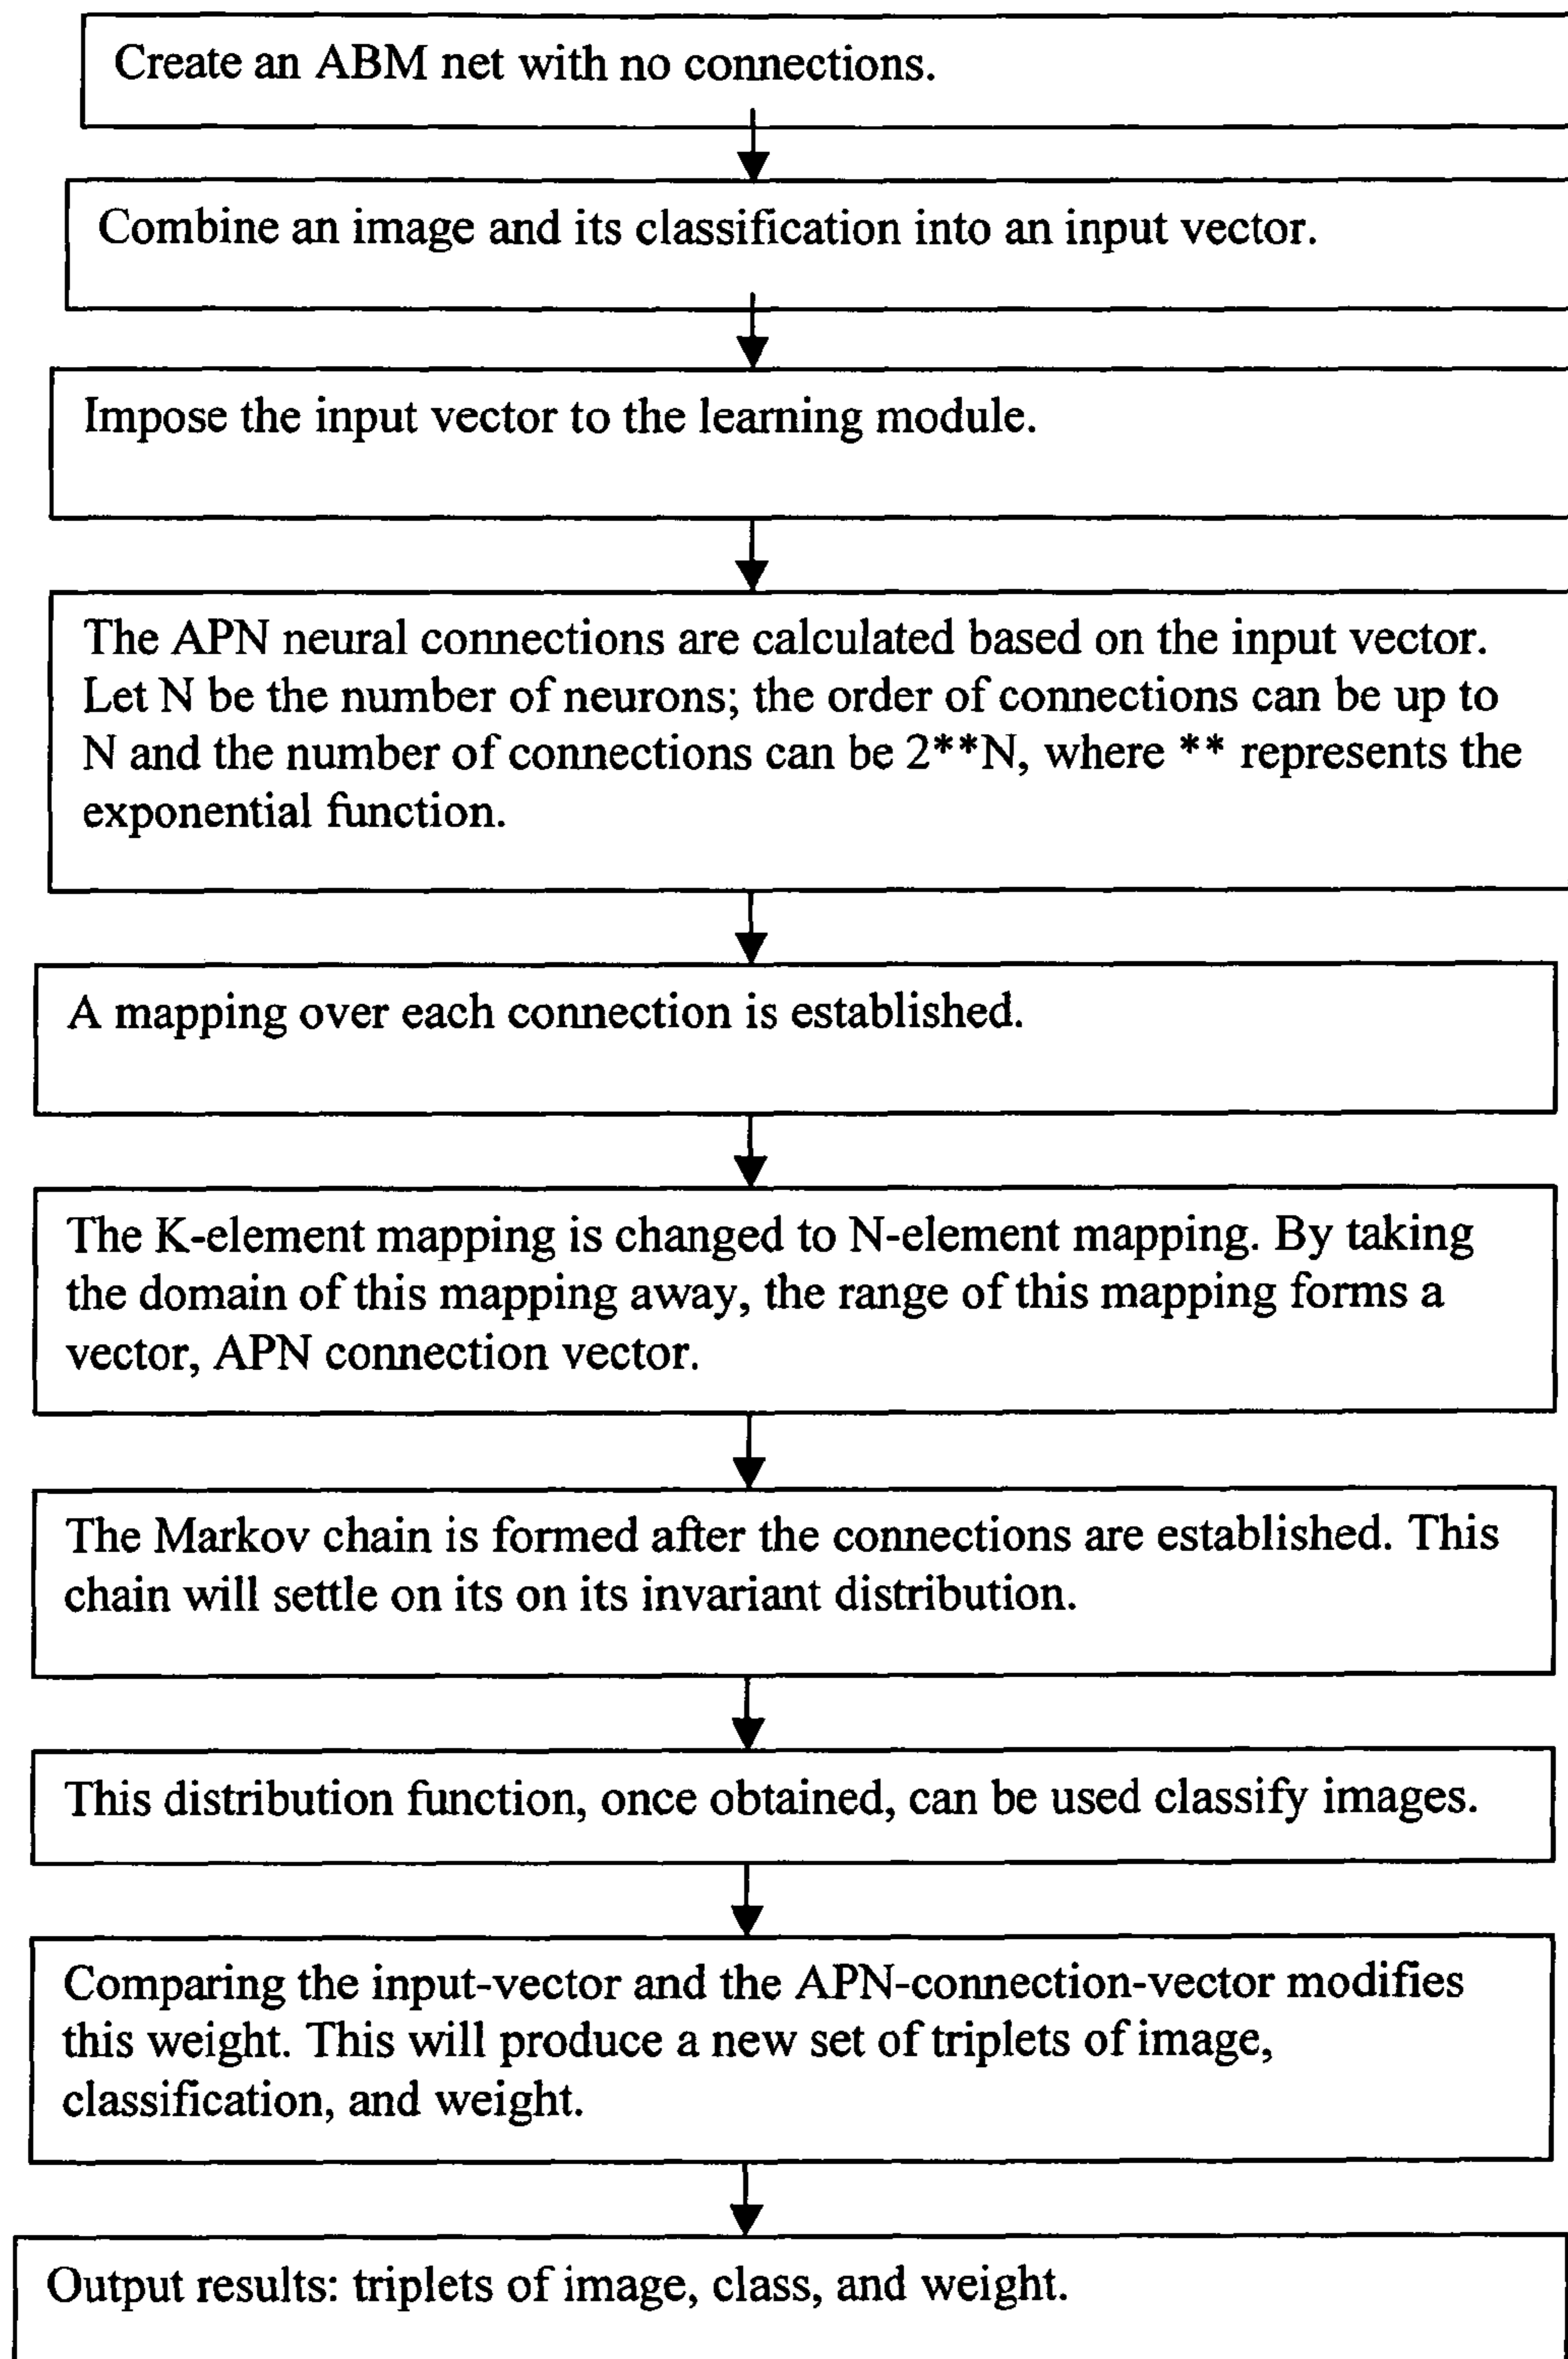 Create an ABM net with no connections.
Combine an image and its classification into an input vector.
Impose the input vector to the learning module.
The APN neural connections are calculated based on the input vector.
Let N be the number of neurons; the order of connections can be up to
N and the number of connections can be 2**N, where ** represents the
exponential function.
A mapping over each connection is established.
The K-element mapping is changed to N-element mapping. By taking
the domain of this mapping away, the range of this mapping forms a
vector, APN connection vector.
The Markov chain is formed after the connections are established. This
chain will settle on its on its invariant distribution.
This distribution function, once obtained, can be used classify images.
Comparing the input-vector and the APN-connection-vector modifies
this weight. This will produce a new set of triplets of image,
classification, and weight.
Output results: triplets of image, class, and weight.